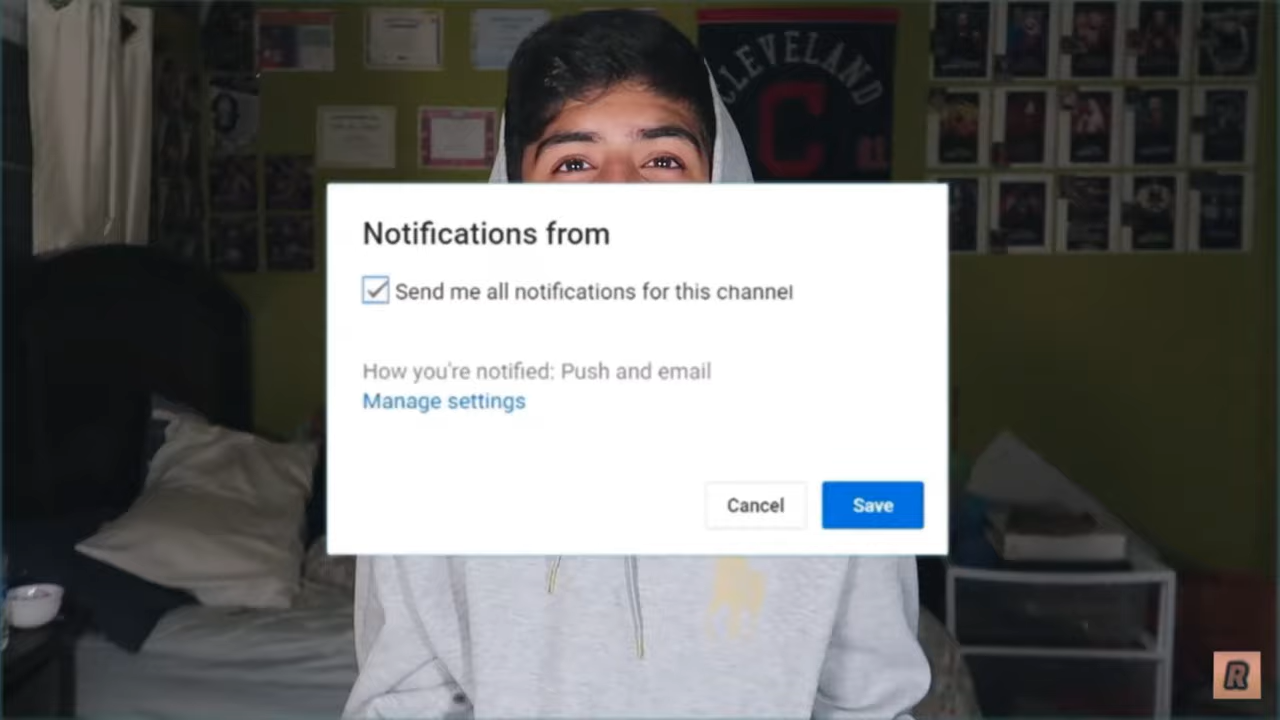 CLEVELAND
C
Notifications from
Send me all notifications for this channel
How you're notified: Push and email
Manage settings
Cancel
Save
R